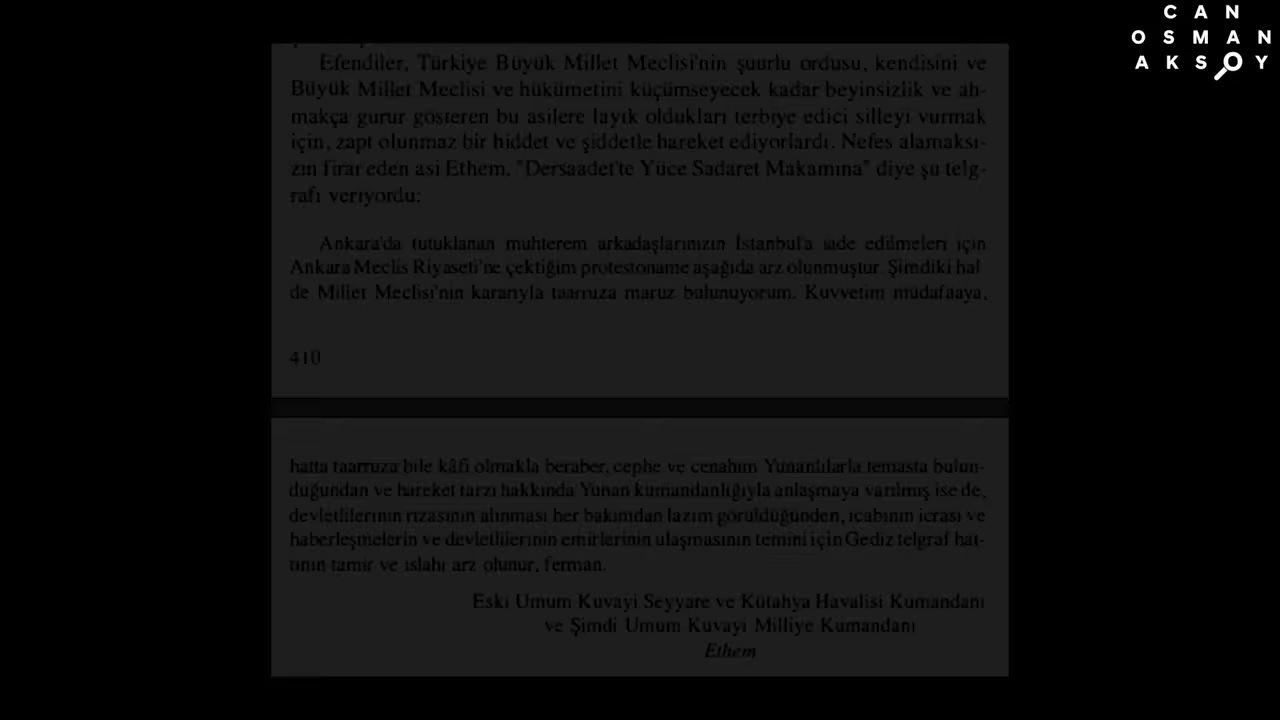 CAN
OSMAN
AKSOY
Efendiler, Türkiye Büyük Millet Meclisi'nin şuurlu ordusu, kendisini ve
Büyük Millet Meclisi ve hükümetini küçümseyecek kadar beyinsizlik ve ah-
makça gurur gösteren bu asilere layık oldukları terbiye edici silleyi vurmak
için, zapt olunmaz bir hiddet ve şiddetle hareket ediyorlardı. Nefes alamaksı-
zın firar eden asi Ethem, "Dersaadet'te Yüce Sadaret Makamına" diye şu telg-
rafı veriyordu:
Ankara'da tutuklanan muhterem arkadaşlarınızın İstanbul'a iade edilmeleri için
Ankara Meclis Riyaseti'ne çektiğim protestoname aşağıda arz olunmuştur. Şimdiki hal
de Millet Meclisi'nin kararıyla taarruza maruz bulunuyorum. Kuvvetim müdafaaya,
410
hatta taarruza bile kâfi olmakla beraber, cephe ve cenahım Yunanlılarla temasta bulun-
duğundan ve hareket tarzı hakkında Yunan kumandanlığıyla anlaşmaya varılmış ise de,
devletlilerinin rızasının alınması her bakımdan lazım görüldüğünden, icabının icrası ve
haberleşmelerin ve devletlilerinin emirlerinin ulaşmasının temini için Gediz telgraf hat-
tının tamir ve ıslahı arz olunur, ferman.
Eski Umum Kuvayi Seyyare ve Kütahya Havalisi Kumandanı
ve Şimdi Umum Kuvayi Milliye Kumandanı
Ethem